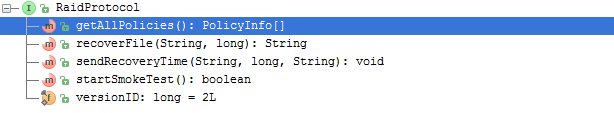 RaidProtocol
getAllPolicies(): PolicyInfo[]
recoverFile(String, long): String
sendRecoveryTime(String, long, String): void
startSmokeTest(): boolean
versionID: long = 2L